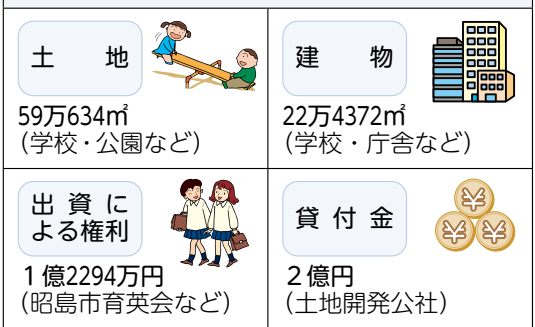 土地
59万634㎡
(学校・公園など)
建物
22万4372㎡
(学校・庁舎など)
出資に
よる権利
1億2294万円
(昭島市育英会など)
貸付金
2億円
(土地開発公社)